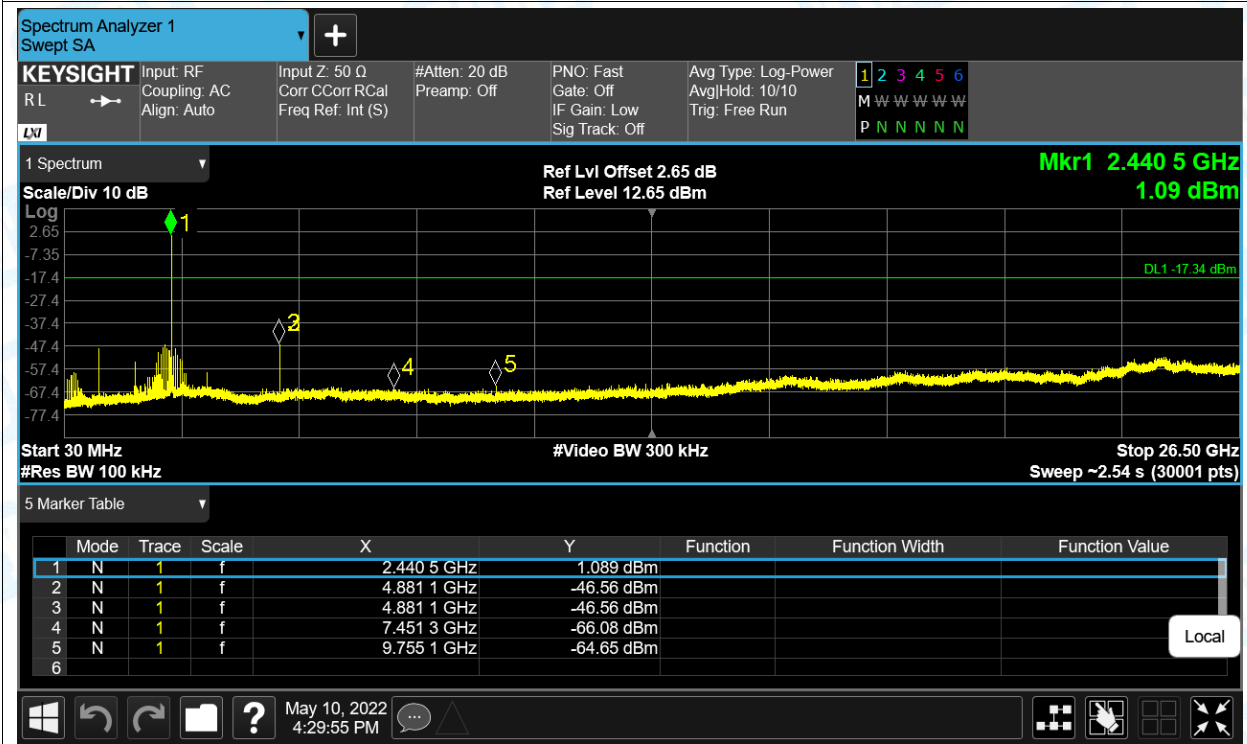 Spectrum Analyzer 1
Swept SA
KEYSIGHT
R L
LXI
Input: RF
Coupling: AC
Align: Auto
Input Z: 50 Ω
Corr CCorr RCal
Freq Ref: Int (S)
#Atten: 20 dB
Preamp: Off
PNO: Fast
Gate: Off
IF Gain: Low
Sig Track: Off
Avg Type: Log-Power
Avg|Hold: 10/10
Trig: Free Run
1 2 3 4 5 6
M W W W W W
P N N N N N
1 Spectrum
Scale/Div 10 dB
Ref Lvl Offset 2.65 dB
Ref Level 12.65 dBm
Mkr1 2.440 5 GHz
1.09 dBm
Log
2.65
-7.35
-17.4
-27.4
-37.4
-47.4
-57.4
-67.4
-77.4
1
DL1 -17.34 dBm
4
5
Start 30 MHz
#Res BW 100 kHz
#Video BW 300 kHz
Stop 26.50 GHz
Sweep ~2.54 s (30001 pts)
5 Marker Table
Mode Trace Scale X Y Function Function Width Function Value
1 N 1 f 2.440 5 GHz 1.089 dBm
2 N 1 f 4.881 1 GHz -46.56 dBm
3 N 1 f 4.881 1 GHz -46.56 dBm
4 N 1 f 7.451 3 GHz -66.08 dBm
5 N 1 f 9.755 1 GHz -64.65 dBm
6
Local
?
May 10, 2022
4:29:55 PM